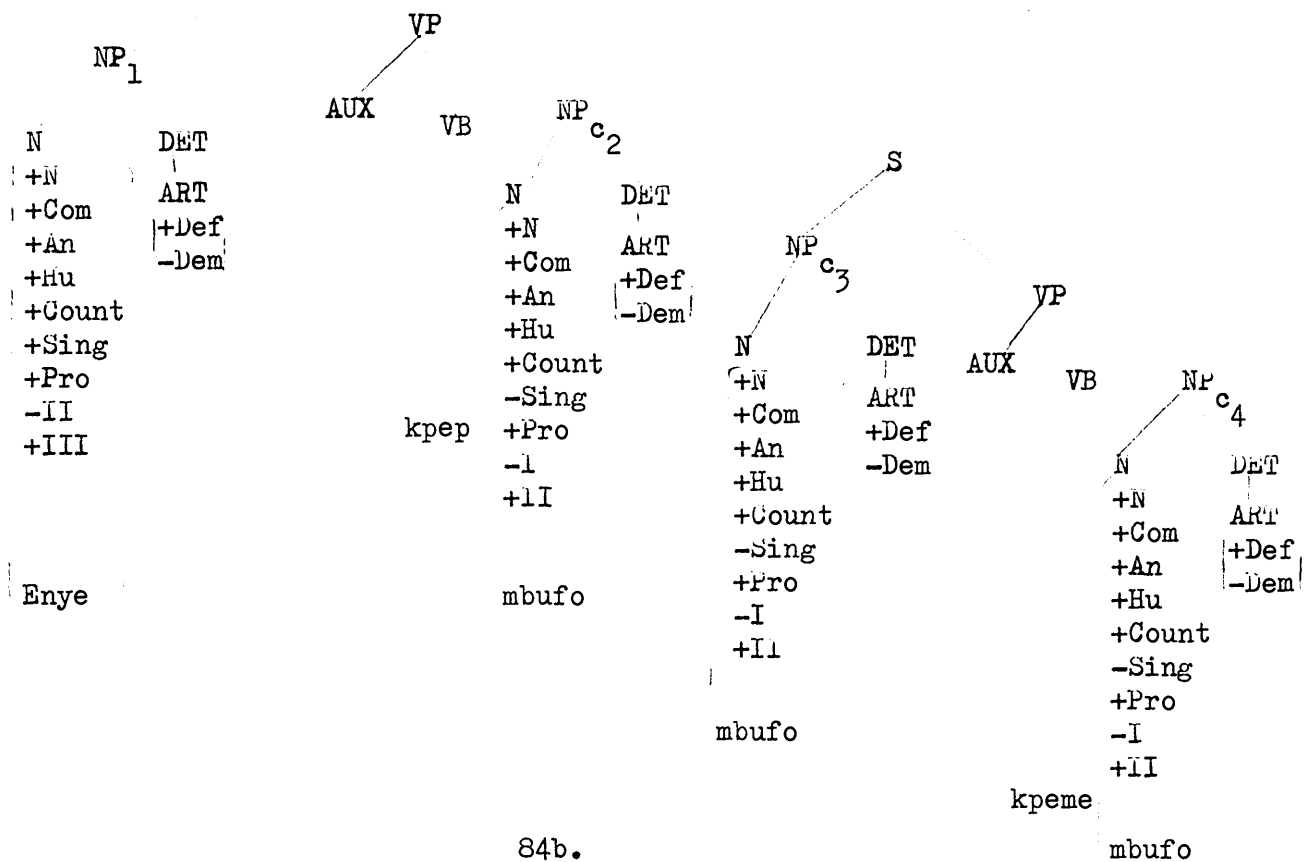 VP
NP1
AUX VB NPc2
N DET
+N
+Com
+An
+Hu
+Count
+Sing
+Pro
-II
+III
ART
+Def
-Dem
Enye
kpep
N DET
+N
+Com
+An
+Hu
+Count
-Sing
+Pro
-I
+II
ART
+Def
-Dem
mbufo
S
NPc3
VP
N DET
+N
+Com
+An
+Hu
+Count
-Sing
+Pro
-I
+II
ART
+Def
-Dem
mbufo
AUX VB NPc4
kpeme
N DET
+N
+Com
+An
+Hu
+Count
-Sing
+Pro
-I
+II
ART
+Def
-Dem
mbufo
84b.